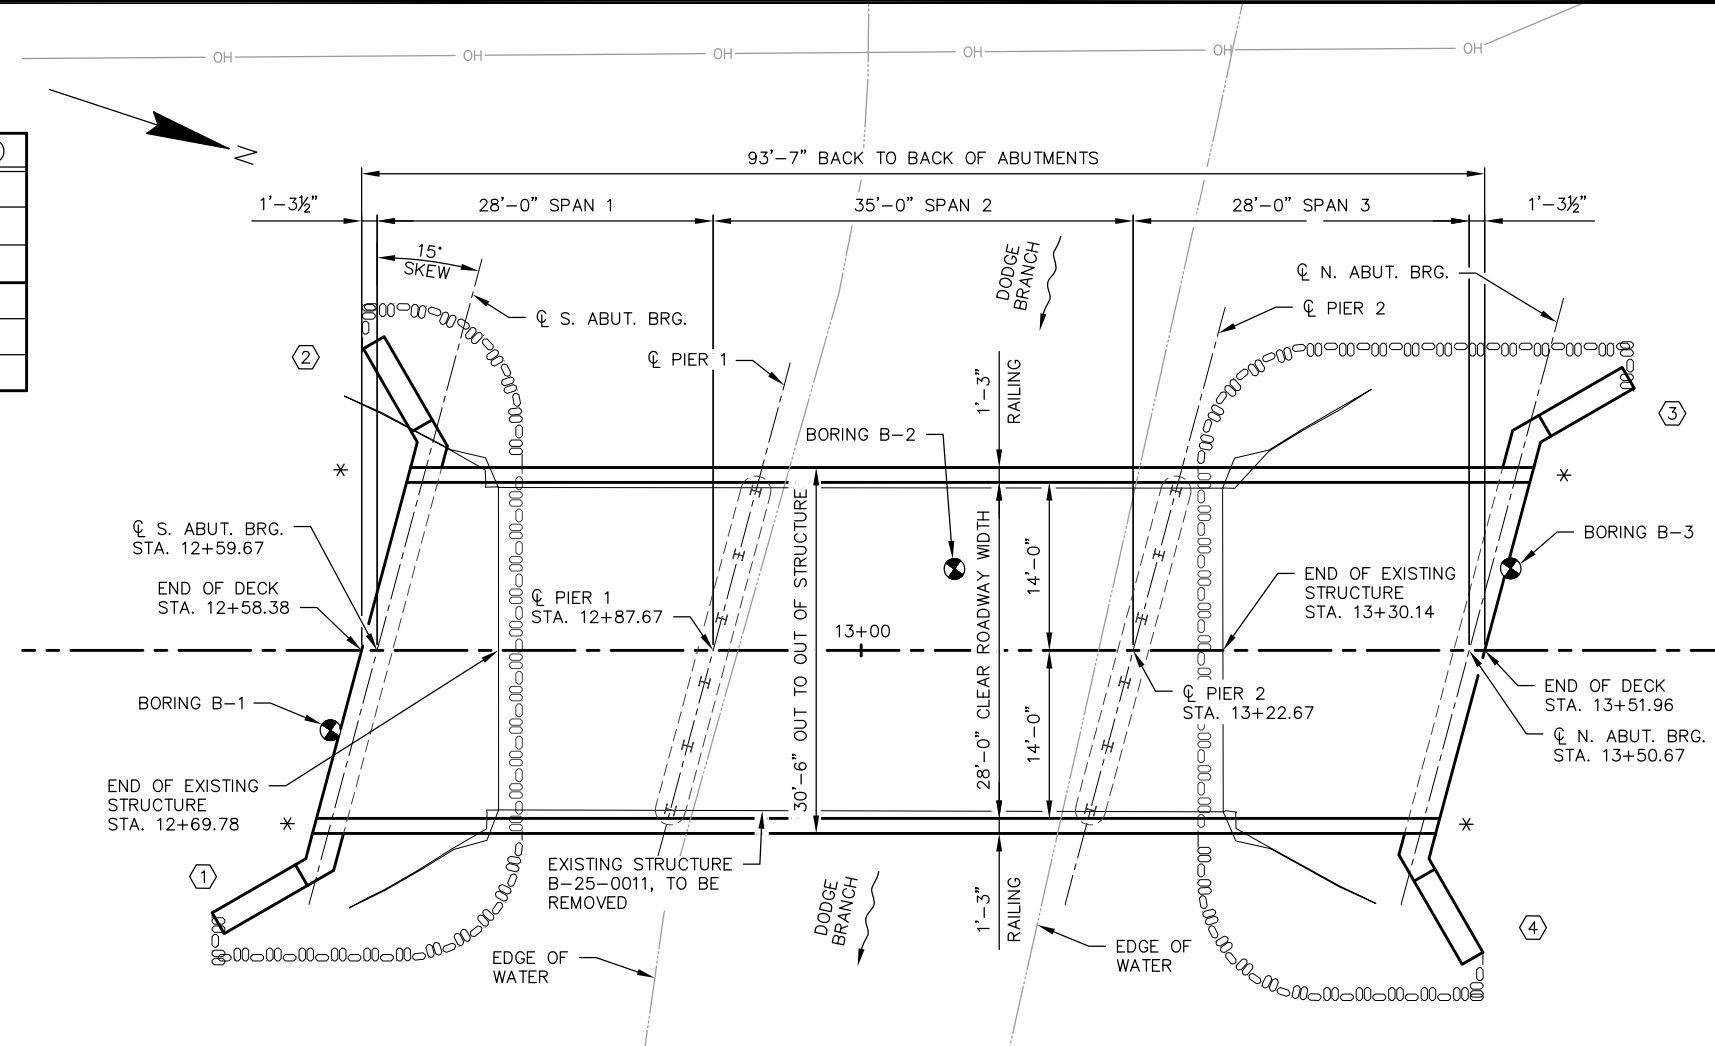 OH OH OH OH OH OH
N
)
93'-7" BACK TO BACK OF ABUTMENTS
1'-3½" 28'-0" SPAN 1 35'-0" SPAN 2 28'-0" SPAN 3 1'-3½"
15°
SKEW
℄ S. ABUT. BRG.
℄ PIER 1
DODGE
BRANCH
℄ N. ABUT. BRG.
℄ PIER 2
2
3
1'-3"
RAILING
BORING B-2
*
*
℄ S. ABUT. BRG.
STA. 12+59.67
END OF DECK
STA. 12+58.38
℄ PIER 1
STA. 12+87.67
30'-6" OUT TO OUT OF STRUCTURE
28'-0" CLEAR ROADWAY WIDTH
14'-0"
14'-0"
13+00
BORING B-3
END OF EXISTING
STRUCTURE
STA. 13+30.14
BORING B-1
℄ PIER 2
STA. 13+22.67
END OF DECK
STA. 13+51.96
℄ N. ABUT. BRG.
STA. 13+50.67
END OF EXISTING
STRUCTURE
STA. 12+69.78
*
*
1
EXISTING STRUCTURE
B-25-0011, TO BE
REMOVED
DODGE
BRANCH
1'-3"
RAILING
4
EDGE OF
WATER
EDGE OF
WATER